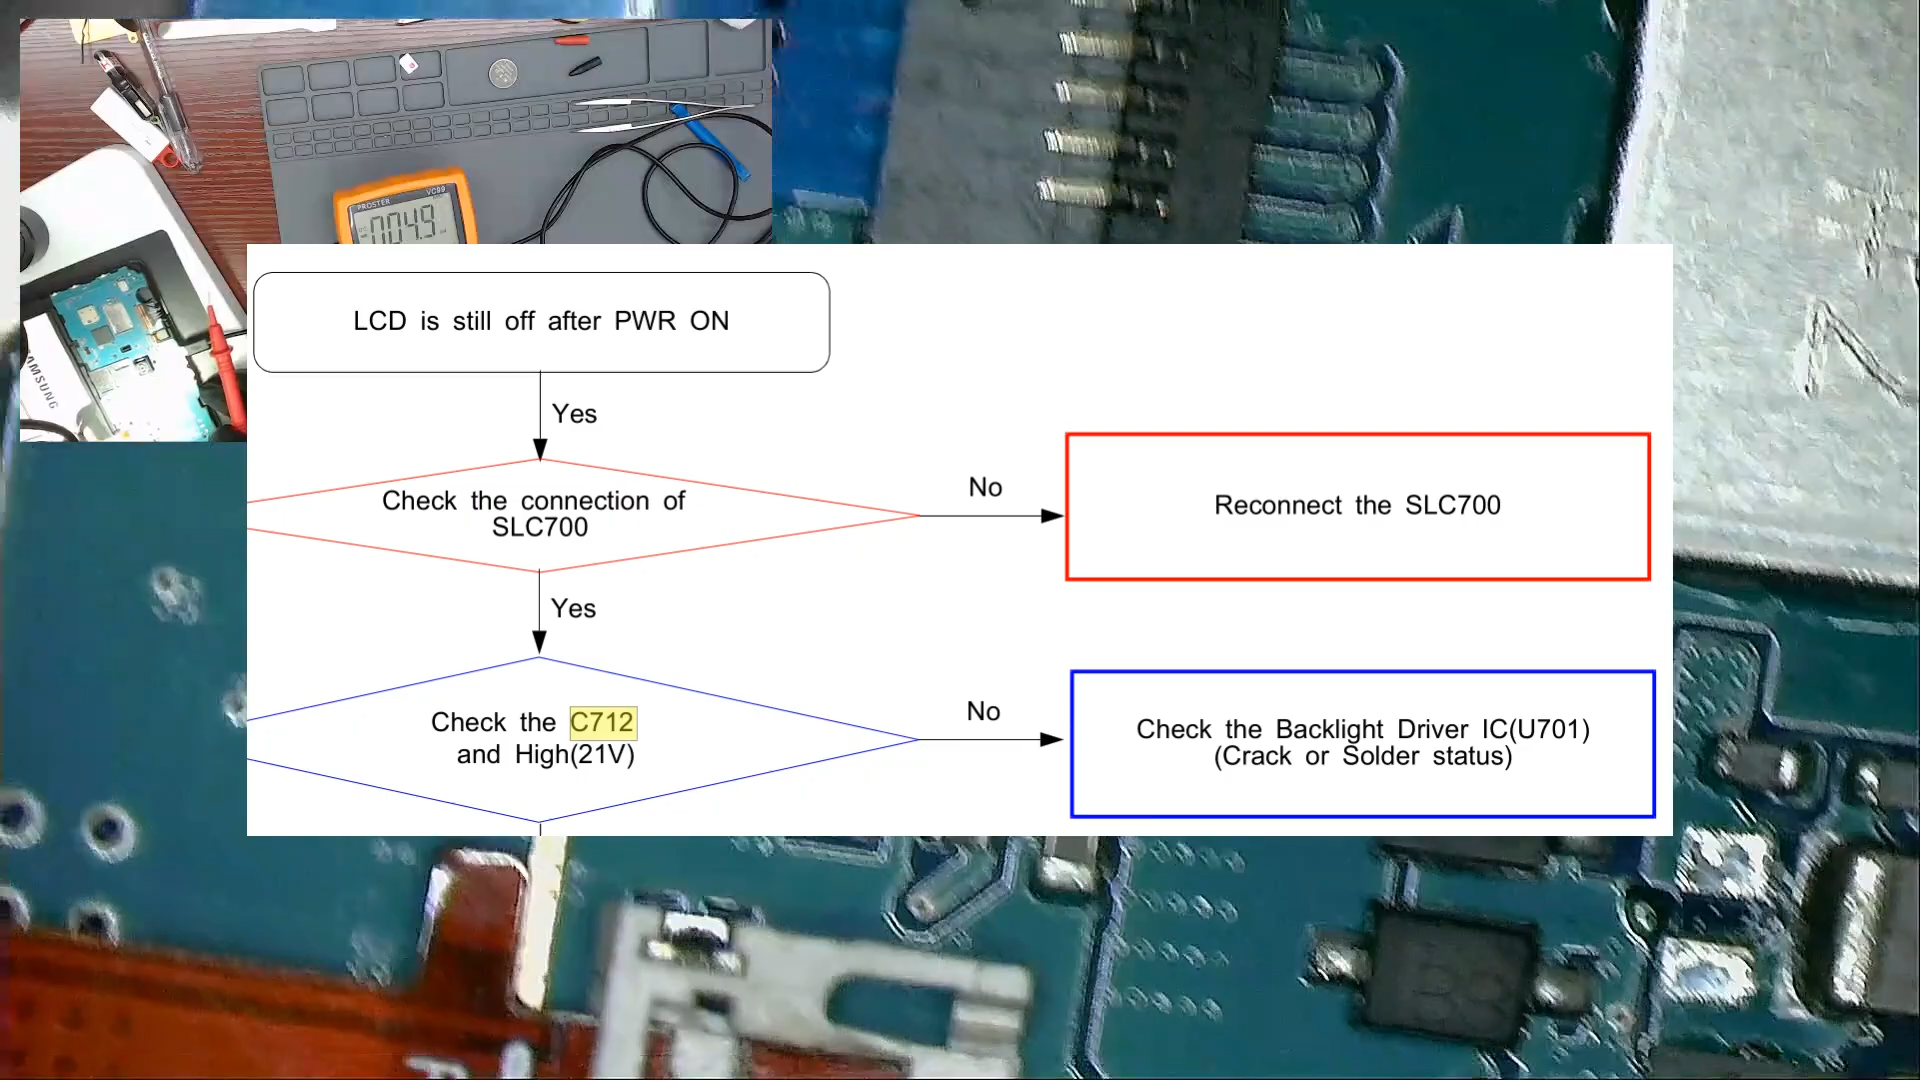 PROSTER
VC99
004.9
SAMSUNG
LCD is still off after PWR ON
Yes
Check the connection of
SLC700
No
Reconnect the SLC700
Yes
Check the C712
and High(21V)
No
Check the Backlight Driver IC(U701)
(Crack or Solder status)